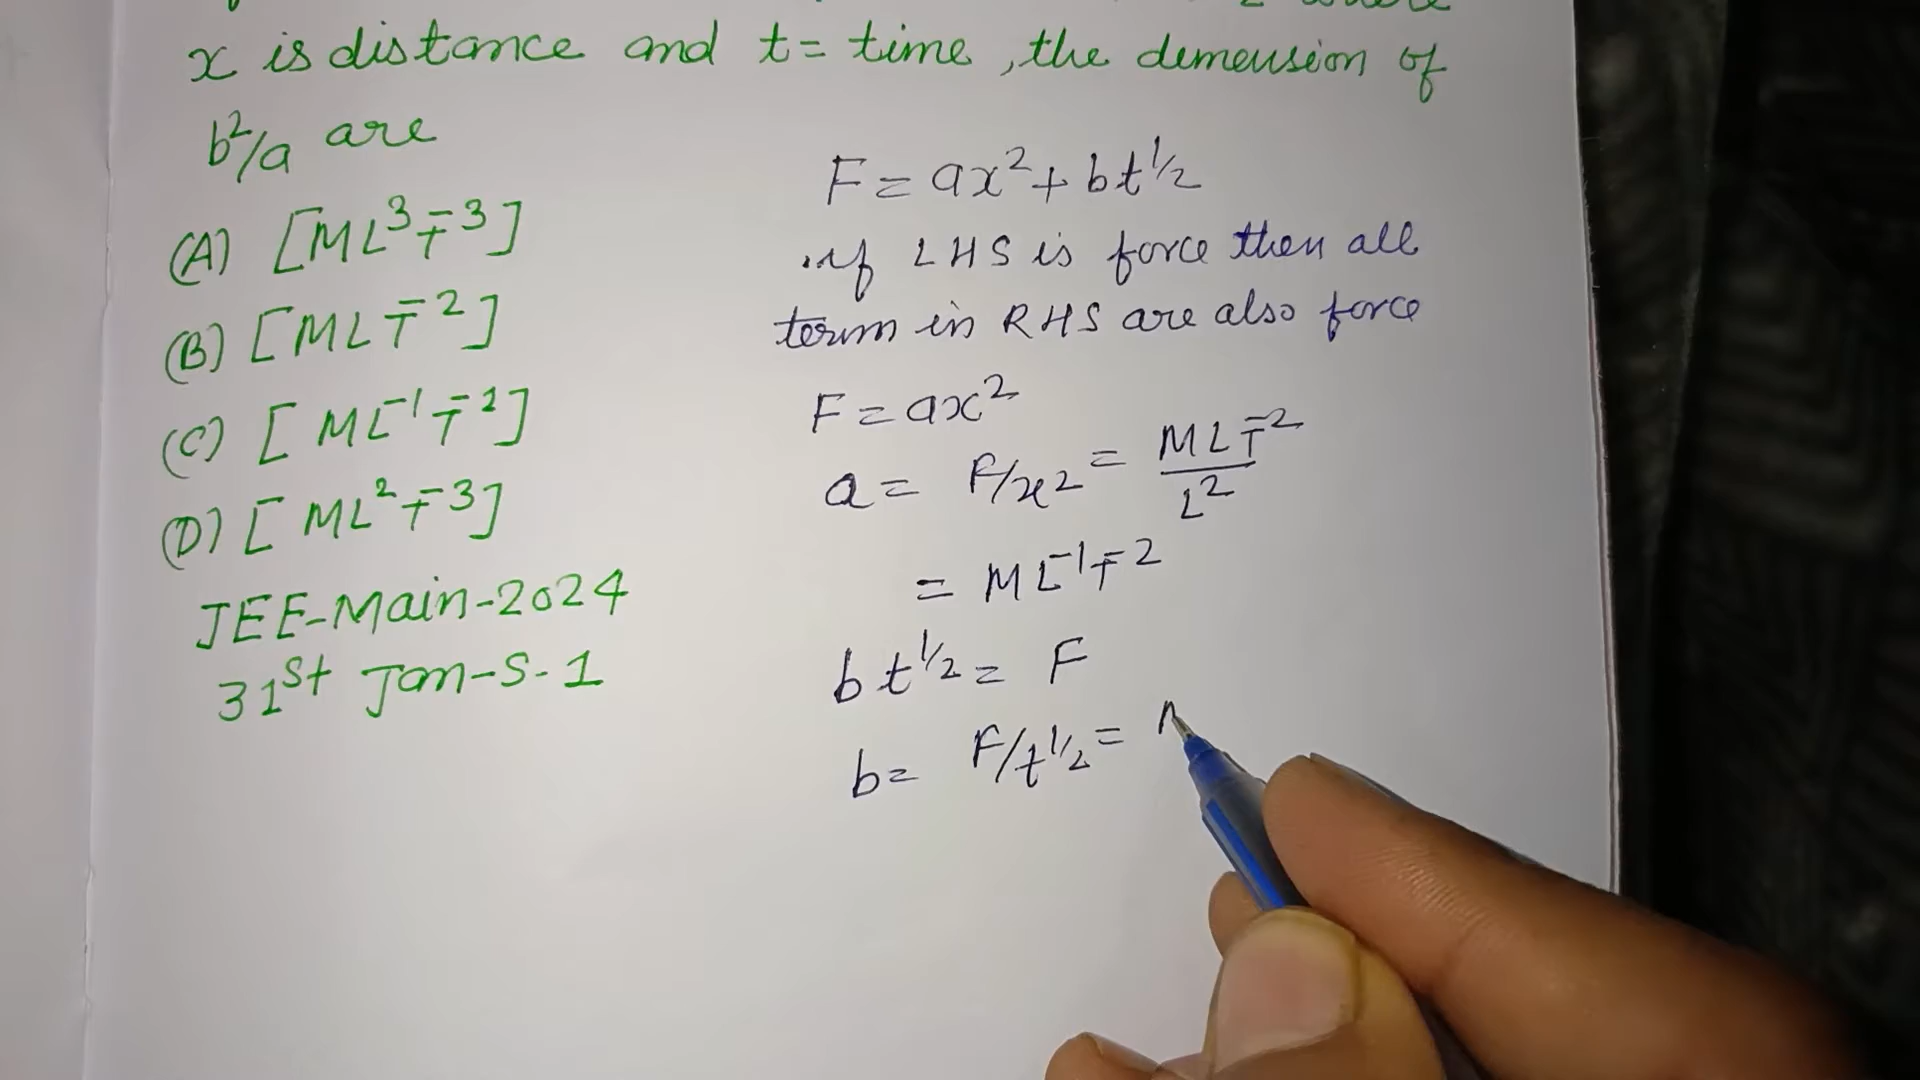 x is distance and t = time, the demension of
b²/a are
(A) [ML³T⁻³]
(B) [MLT⁻²]
(C) [ML⁻¹T⁻²]
(D) [ML²T⁻³]
JEE-Main-2024
31st Jan-S-1
F = ax² + bt^1/2
if LHS is force then all
term in RHS are also force
F = ax²
a = F/x² = MLT⁻²/L²
= ML⁻¹T⁻²
bt^1/2 = F
b = F/t^1/2 =